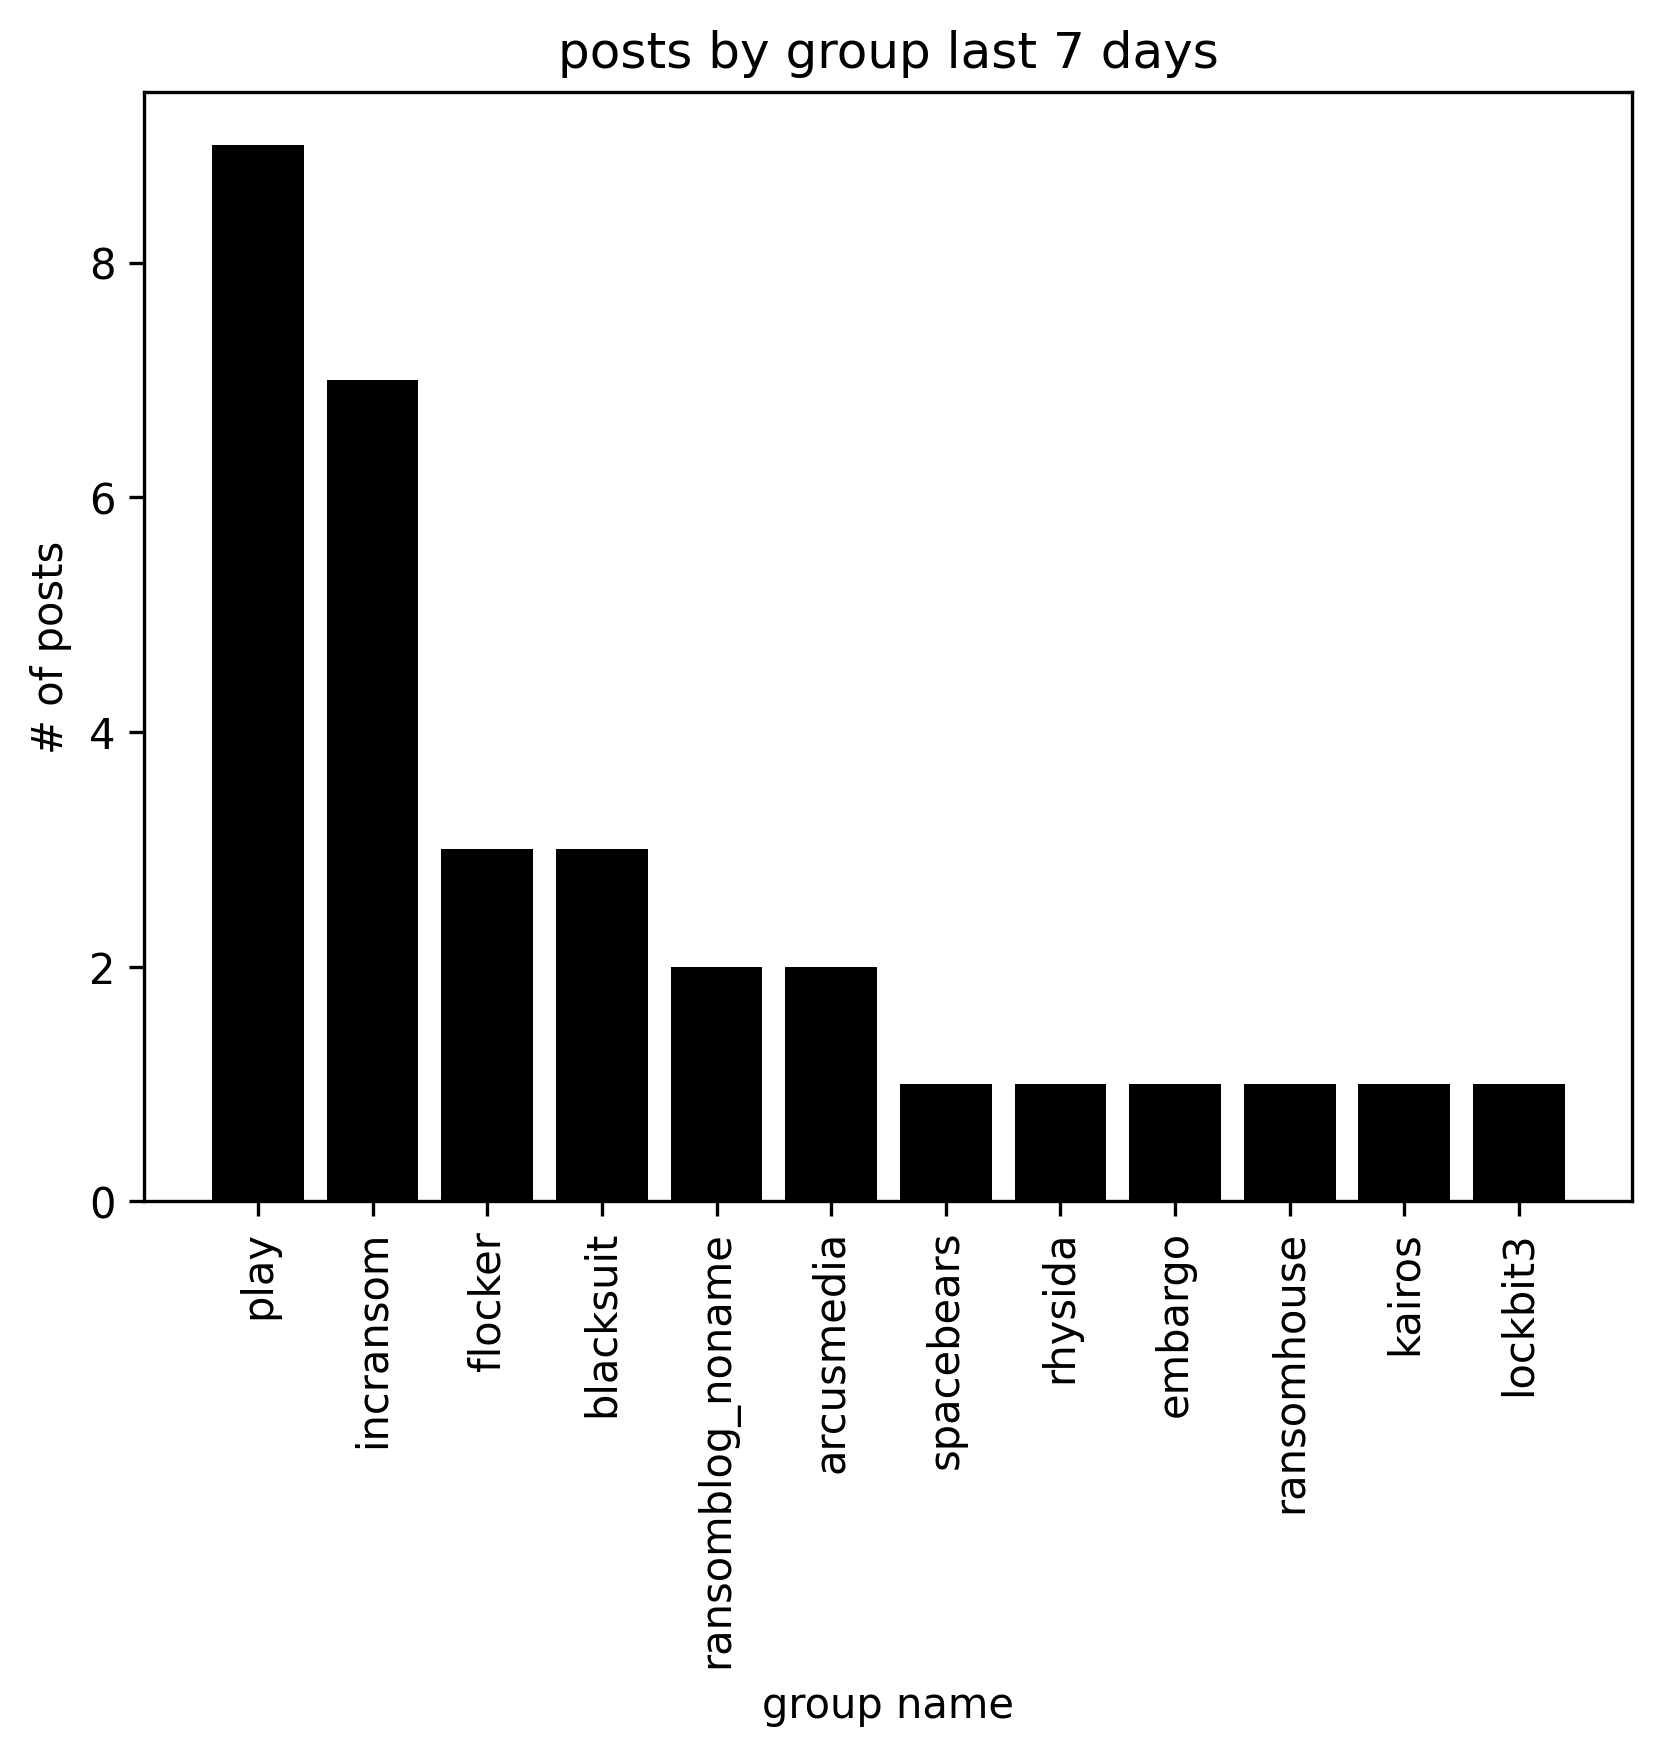 posts by group last 7 days
# of posts
8
6
4
2
0
play
incransom
flocker
blacksuit
ransomblog_noname
arcusmedia
spacebears
rhysida
embargo
ransomhouse
kairos
lockbit3
group name